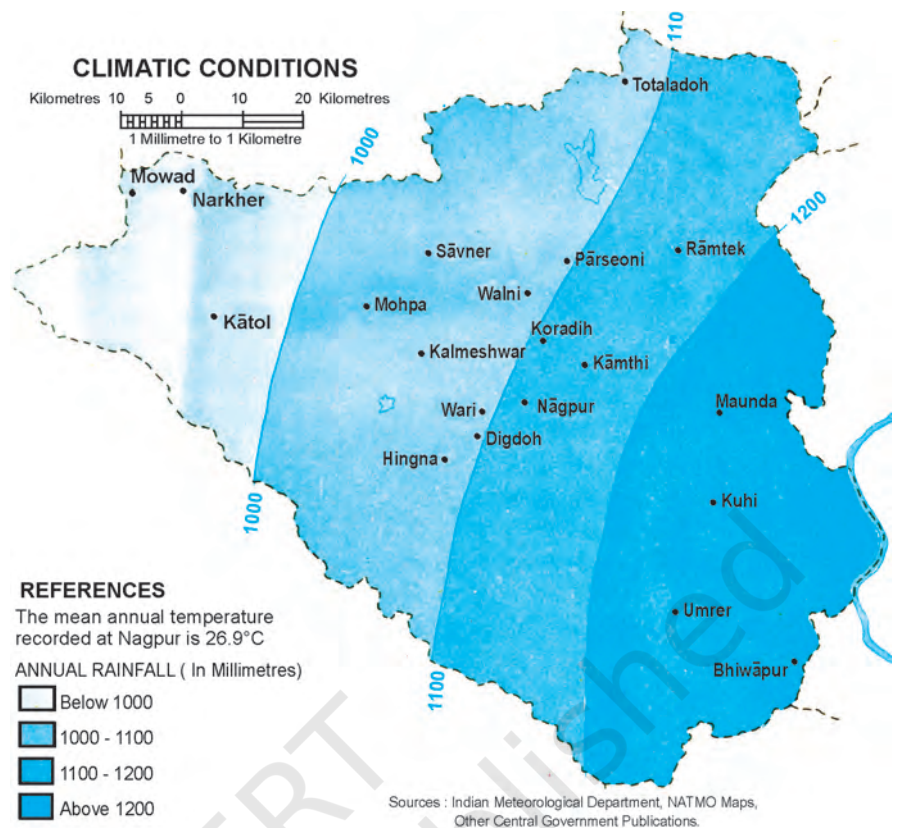 CLIMATIC CONDITIONS
Kilometres 10 5 0 10 20 Kilometres
1 Millimetre to 1 Kilometre
110
Totaladoh
1000
Mowad
Narkher
1200
Sāvner
Pārseoni
Rāmtek
Walni
Mohpa
Kātol
Koradih
Kalmeshwar
Kāmthi
Wari
Nāgpur
Maunda
Digdoh
Hingna
1000
Kuhi
Umrer
Bhiwāpur
1100
REFERENCES
The mean annual temperature
recorded at Nagpur is 26.9°C
ANNUAL RAINFALL ( In Millimetres)
Below 1000
1000 - 1100
1100 - 1200
Above 1200
Sources : Indian Meteorological Department, NATMO Maps,
Other Central Government Publications.